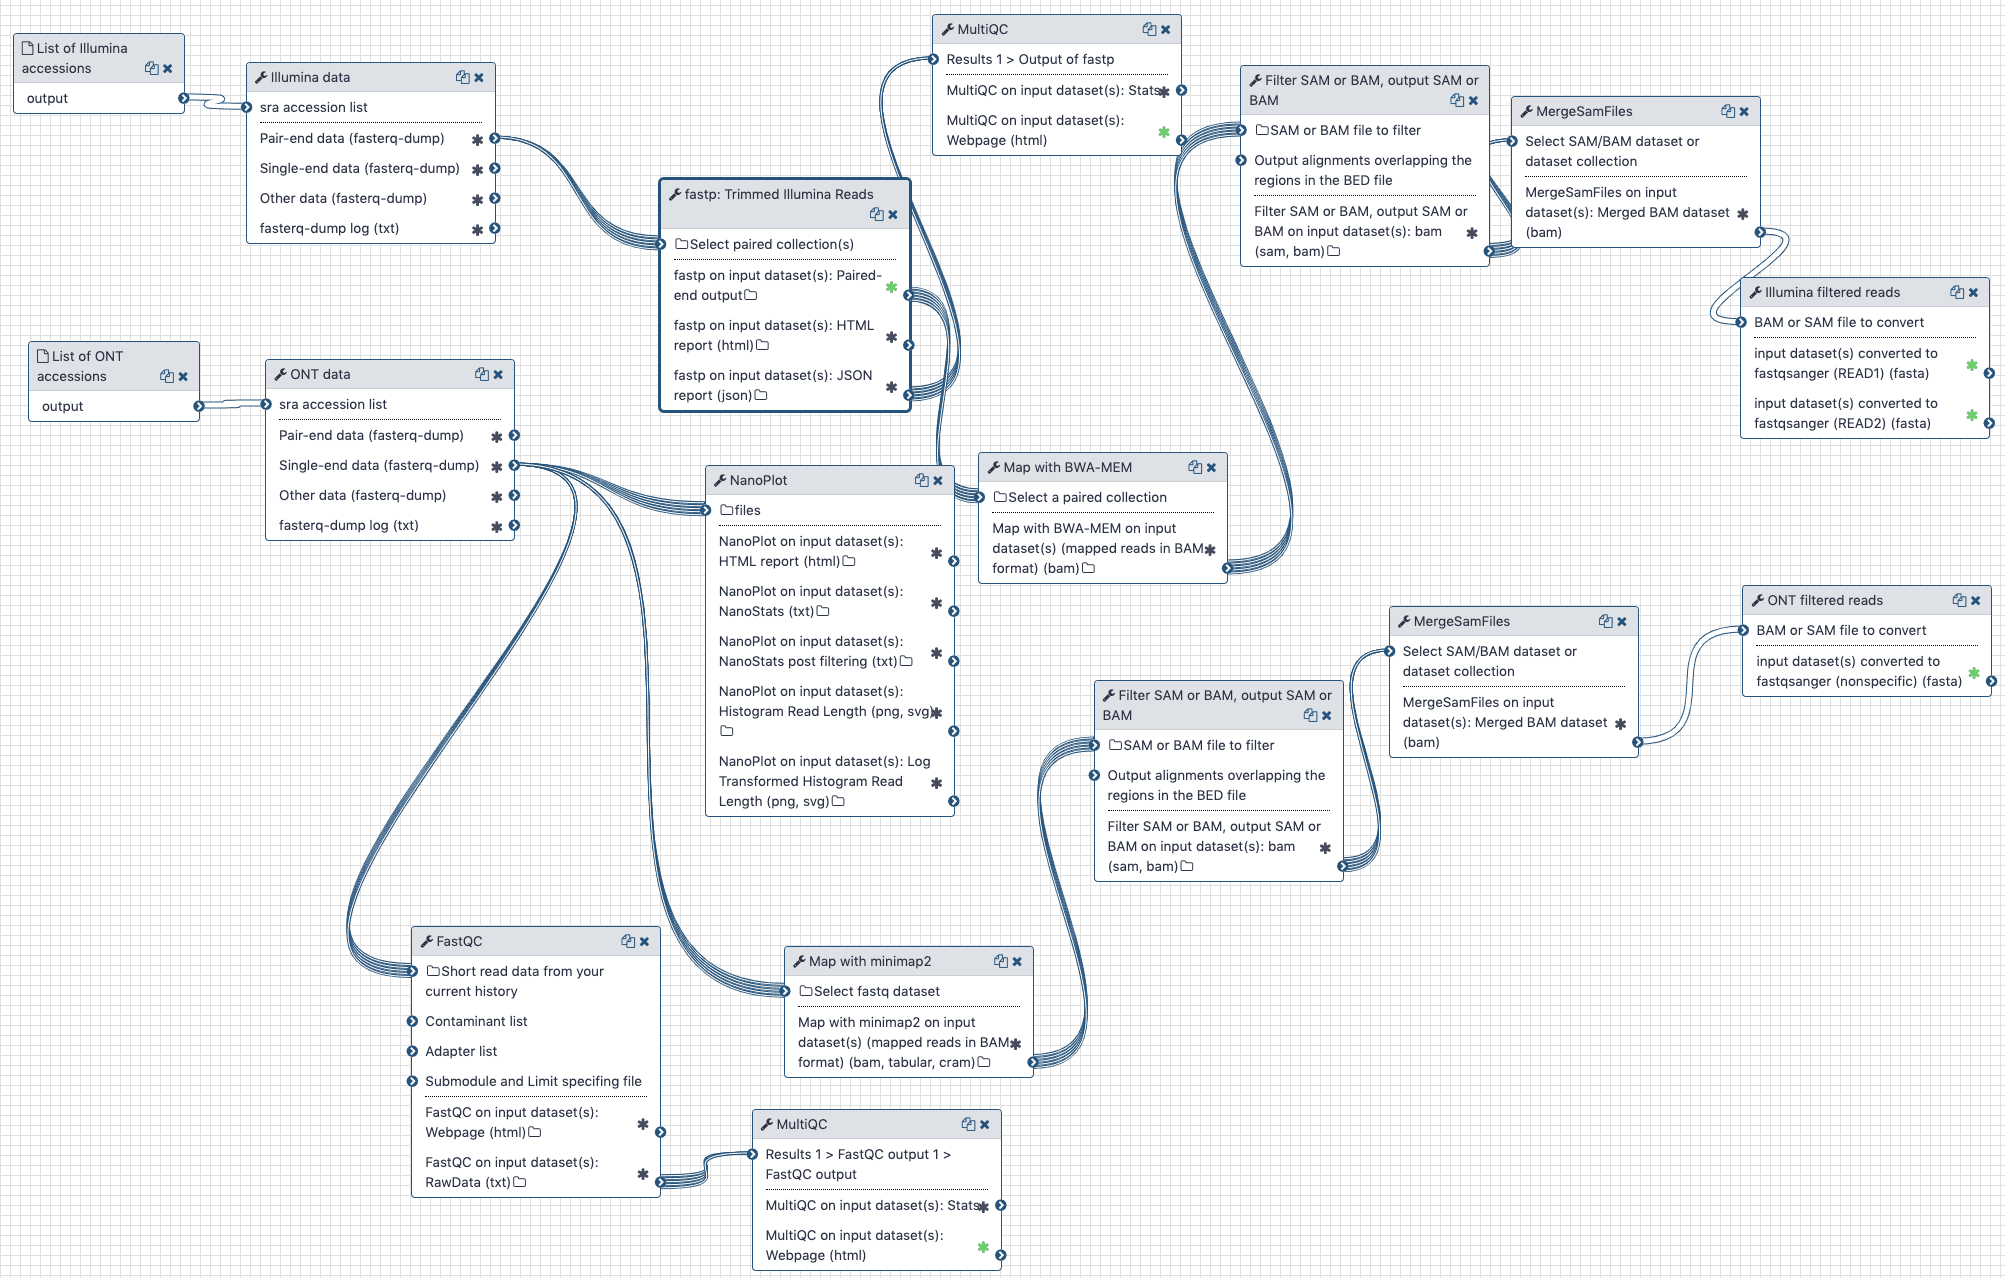 List of Illumina
accessions
output
Illumina data
sra accession list
Pair-end data (fasterq-dump)
Single-end data (fasterq-dump)
Other data (fasterq-dump)
fasterq-dump log (txt)
List of ONT
accessions
output
ONT data
sra accession list
Pair-end data (fasterq-dump)
Single-end data (fasterq-dump)
Other data (fasterq-dump)
fasterq-dump log (txt)
fastp: Trimmed Illumina Reads
Select paired collection(s)
fastp on input dataset(s): Paired-
end output
fastp on input dataset(s): HTML
report (html)
fastp on input dataset(s): JSON
report (json)
MultiQC
Results 1 > Output of fastp
MultiQC on input dataset(s): Stats
MultiQC on input dataset(s):
Webpage (html)
Filter SAM or BAM, output SAM or
BAM
SAM or BAM file to filter
Output alignments overlapping the
regions in the BED file
Filter SAM or BAM, output SAM or
BAM on input dataset(s): bam
(sam, bam)
MergeSamFiles
Select SAM/BAM dataset or
dataset collection
MergeSamFiles on input
dataset(s): Merged BAM dataset
(bam)
Illumina filtered reads
BAM or SAM file to convert
input dataset(s) converted to
fastqsanger (READ1) (fasta)
input dataset(s) converted to
fastqsanger (READ2) (fasta)
NanoPlot
files
NanoPlot on input dataset(s):
HTML report (html)
NanoPlot on input dataset(s):
NanoStats (txt)
NanoPlot on input dataset(s):
NanoStats post filtering (txt)
NanoPlot on input dataset(s):
Histogram Read Length (png, svg)
NanoPlot on input dataset(s): Log
Transformed Histogram Read
Length (png, svg)
Map with BWA-MEM
Select a paired collection
Map with BWA-MEM on input
dataset(s) (mapped reads in BAM
format) (bam)
Filter SAM or BAM, output SAM or
BAM
SAM or BAM file to filter
Output alignments overlapping the
regions in the BED file
Filter SAM or BAM, output SAM or
BAM on input dataset(s): bam
(sam, bam)
MergeSamFiles
Select SAM/BAM dataset or
dataset collection
MergeSamFiles on input
dataset(s): Merged BAM dataset
(bam)
ONT filtered reads
BAM or SAM file to convert
input dataset(s) converted to
fastqsanger (nonspecific) (fasta)
FastQC
Short read data from your
current history
Contaminant list
Adapter list
Submodule and Limit specifing file
FastQC on input dataset(s):
Webpage (html)
FastQC on input dataset(s):
RawData (txt)
Map with minimap2
Select fastq dataset
Map with minimap2 on input
dataset(s) (mapped reads in BAM
format) (bam, tabular, cram)
MultiQC
Results 1 > FastQC output 1 >
FastQC output
MultiQC on input dataset(s): Stats
MultiQC on input dataset(s):
Webpage (html)